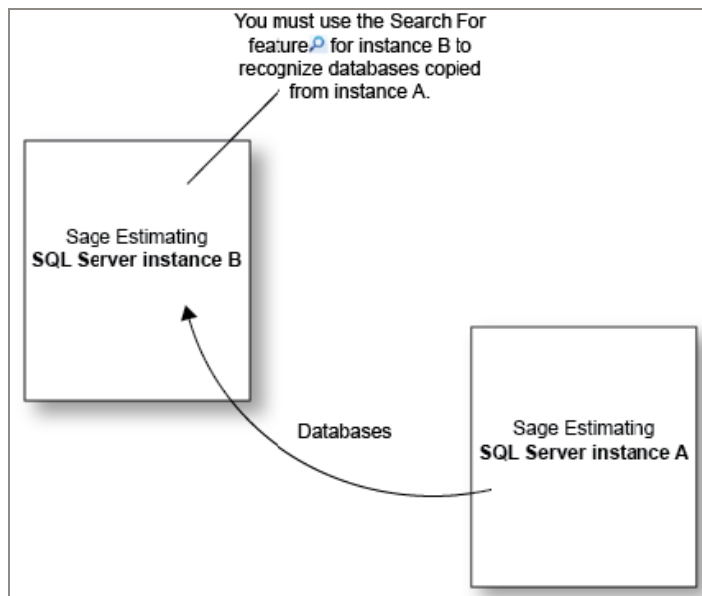 You must use the Search For
feature for instance B to
recognize databases copied
from instance A.
Sage Estimating
SQL Server instance B
Databases
Sage Estimating
SQL Server instance A